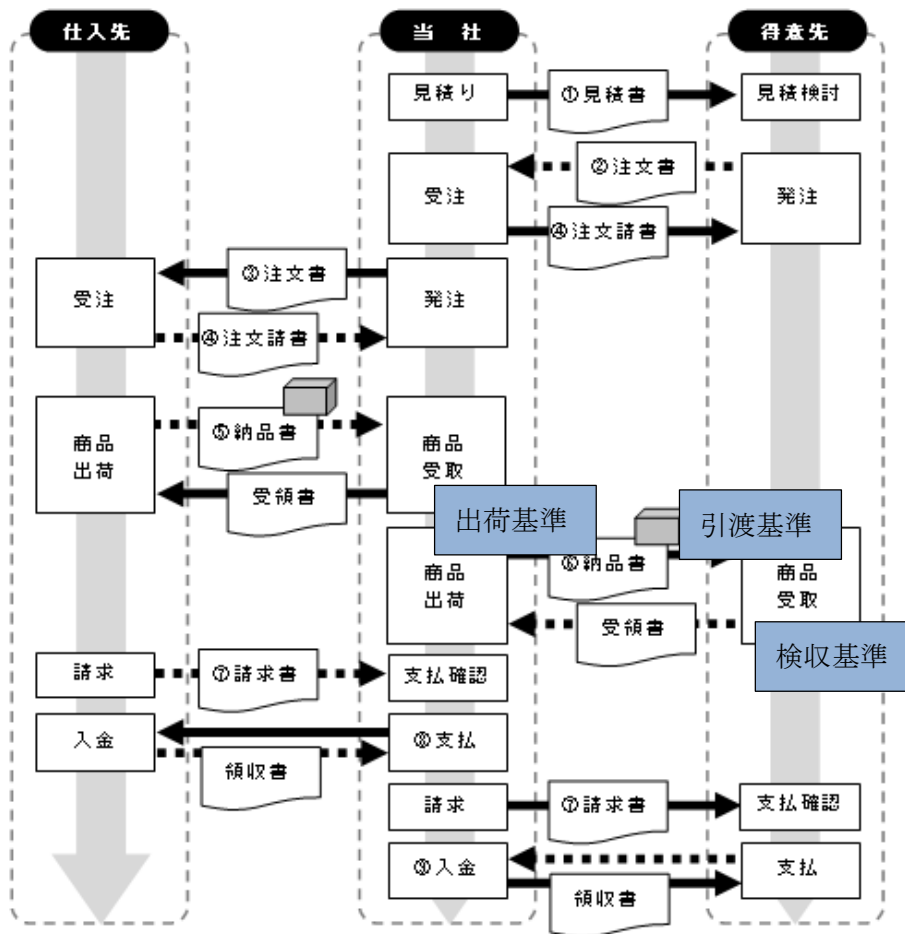 仕入先
当 社
得意先
見積り
①見積書
見積検討
受注
②注文書
発注
④注文請書
受注
③注文書
発注
④注文請書
商品
出荷
⑤納品書
商品
受取
受領書
出荷基準
引渡基準
商品
出荷
⑥納品書
商品
受取
受領書
検収基準
請求
⑦請求書
支払確認
入金
⑧支払
領収書
請求
⑦請求書
支払確認
⑨入金
支払
領収書